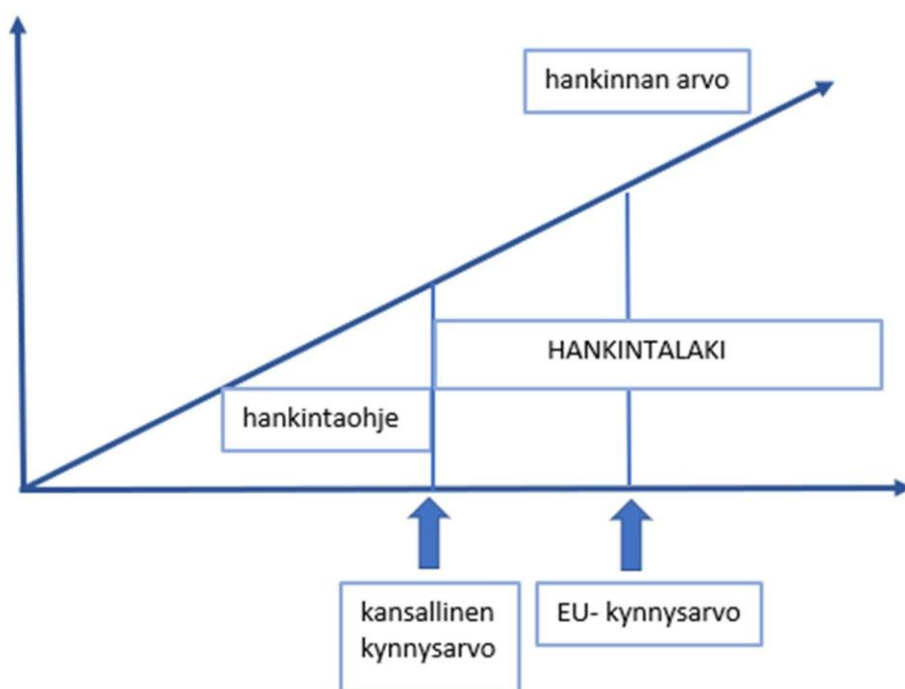 hankinnan arvo
HANKINTALAKI
hankintaohje
kansallinen
kynnysarvo
EU- kynnysarvo